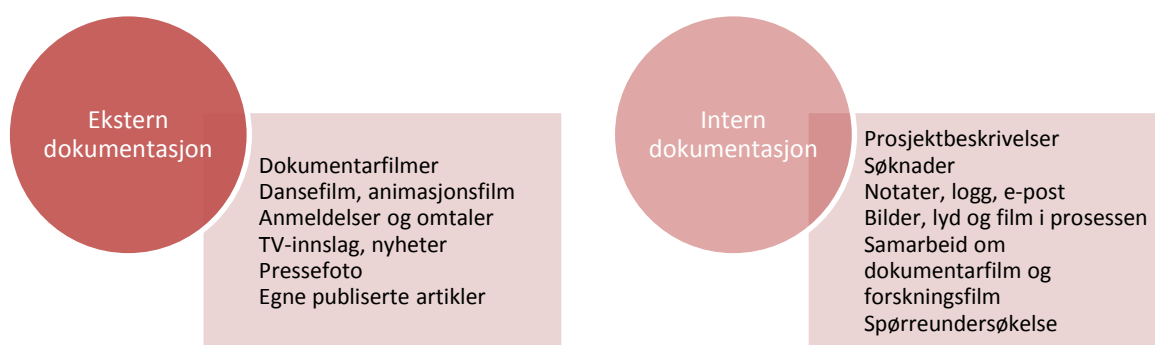 Ekstern
dokumentasjon
Dokumentarfilmer
Dansefilm, animasjonsfilm
Anmeldelser og omtaler
TV-innslag, nyheter
Pressefoto
Egne publiserte artikler
Intern
dokumentasjon
Prosjektbeskrivelser
Søknader
Notater, logg, e-post
Bilder, lyd og film i prosessen
Samarbeid om
dokumentarfilm og
forskningsfilm
Spørreundersøkelse